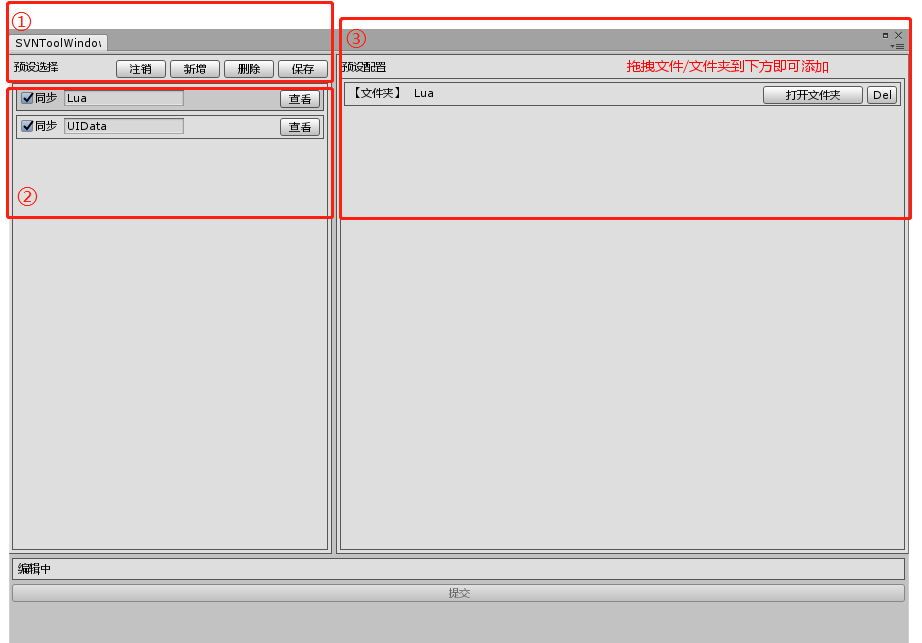 ①
SVNToolWindow
预设选择 注销 新增 删除 保存
同步 Lua 查看
同步 UIData 查看
②
③
预设配置 拖拽文件/文件夹到下方即可添加
【文件夹】 Lua 打开文件夹 Del
编辑中
提交